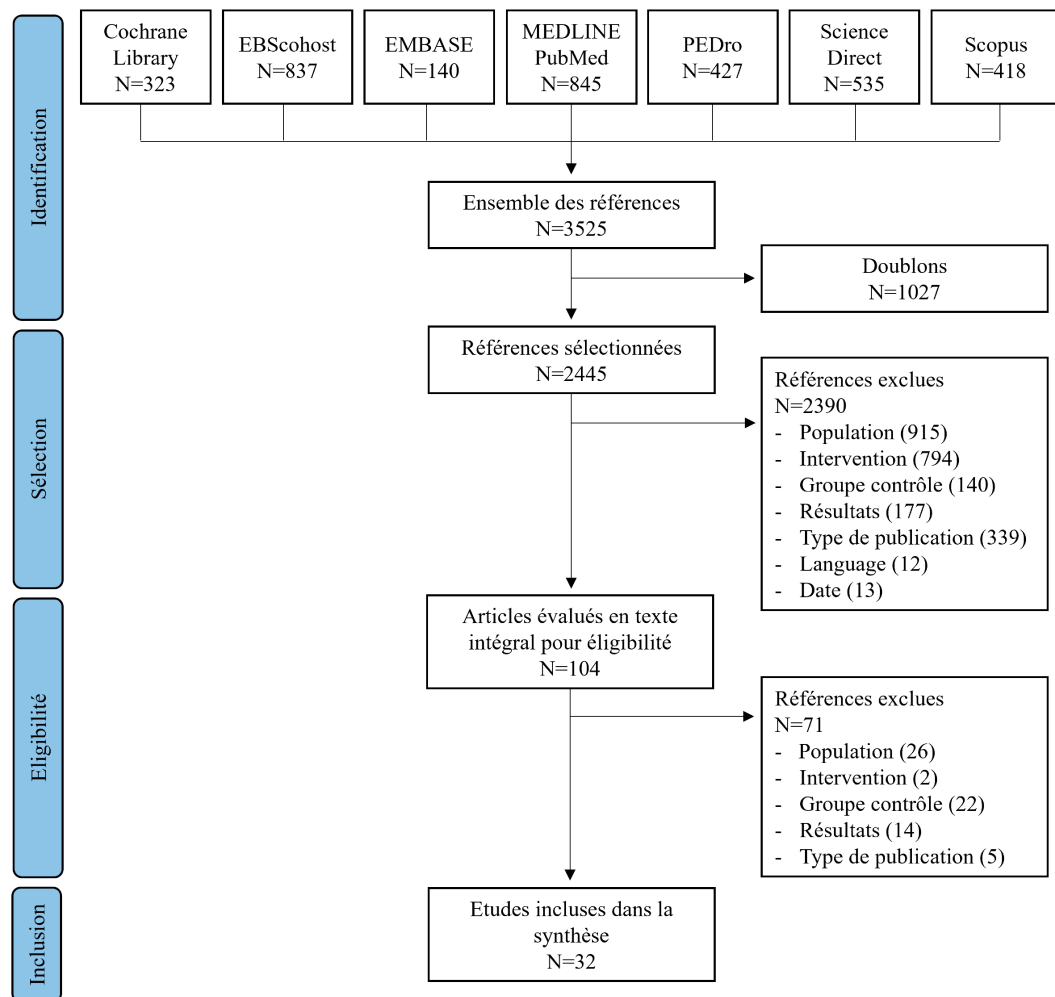 Cochrane
Library
N=323
EBScohost
N=837
EMBASE
N=140
MEDLINE
PubMed
N=845
PEDro
N=427
Science
Direct
N=535
Scopus
N=418
Identification
Ensemble des références
N=3525
Doublons
N=1027
Sélection
Références sélectionnées
N=2445
Références exclues
N=2390
- Population (915)
- Intervention (794)
- Groupe contrôle (140)
- Résultats (177)
- Type de publication (339)
- Language (12)
- Date (13)
Eligibilité
Articles évalués en texte
intégral pour éligibilité
N=104
Références exclues
N=71
- Population (26)
- Intervention (2)
- Groupe contrôle (22)
- Résultats (14)
- Type de publication (5)
Inclusion
Etudes incluses dans la
synthèse
N=32